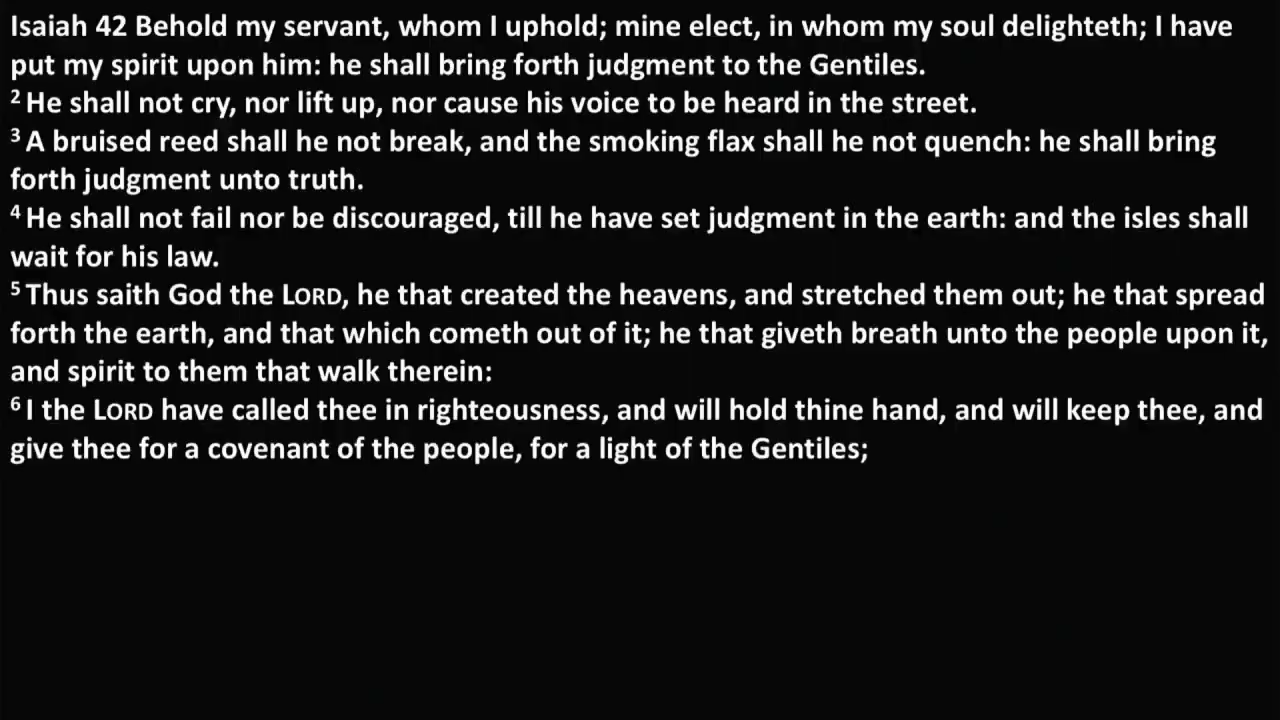 Isaiah 42 Behold my servant, whom I uphold; mine elect, in whom my soul delighteth; I have
put my spirit upon him: he shall bring forth judgment to the Gentiles.
2 He shall not cry, nor lift up, nor cause his voice to be heard in the street.
3 A bruised reed shall he not break, and the smoking flax shall he not quench: he shall bring
forth judgment unto truth.
4 He shall not fail nor be discouraged, till he have set judgment in the earth: and the isles shall
wait for his law.
5 Thus saith God the LORD, he that created the heavens, and stretched them out; he that spread
forth the earth, and that which cometh out of it; he that giveth breath unto the people upon it,
and spirit to them that walk therein:
6 I the LORD have called thee in righteousness, and will hold thine hand, and will keep thee, and
give thee for a covenant of the people, for a light of the Gentiles;